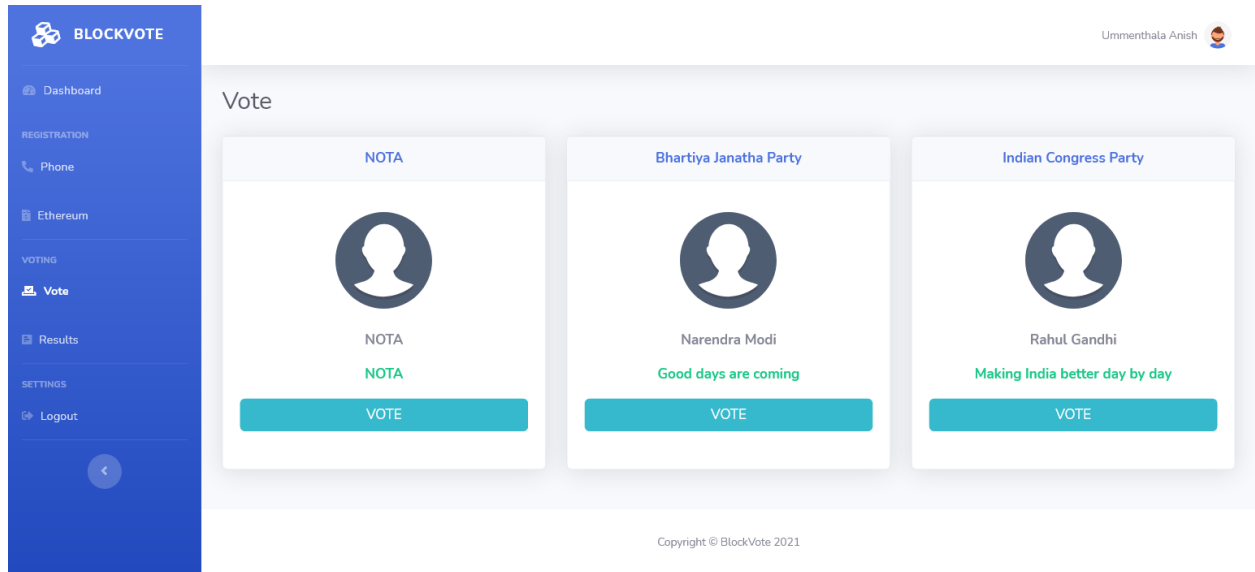 BLOCKVOTE
Ummenthala Anish
Dashboard
REGISTRATION
Phone
Ethereum
VOTING
Vote
Results
SETTINGS
Logout
Vote
NOTA
NOTA
NOTA
VOTE
Bhartiya Janatha Party
Narendra Modi
Good days are coming
VOTE
Indian Congress Party
Rahul Gandhi
Making India better day by day
VOTE
Copyright © BlockVote 2021